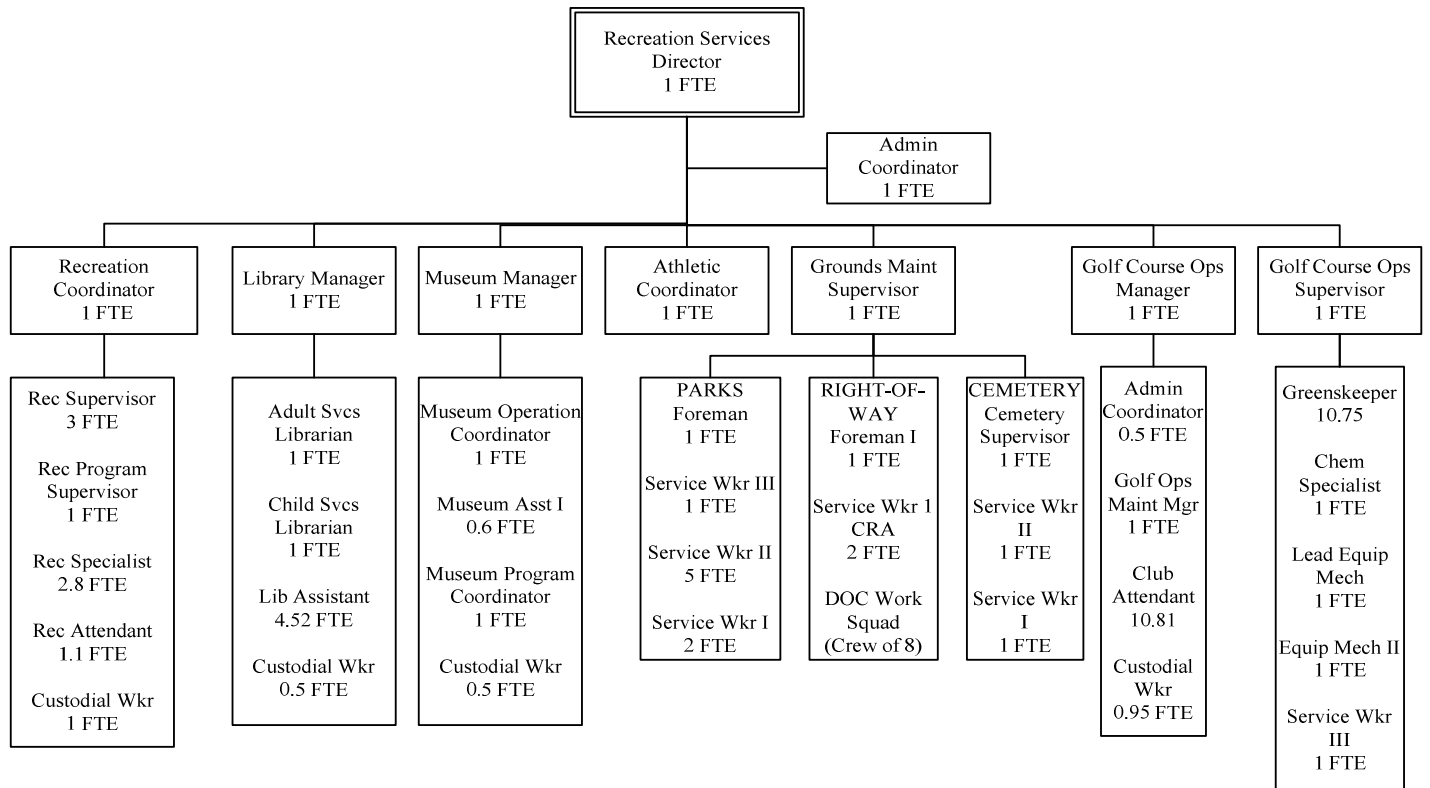 Recreation Services
Director
1 FTE
Admin
Coordinator
1 FTE
Recreation
Coordinator
1 FTE
Library Manager
1 FTE
Museum Manager
1 FTE
Athletic
Coordinator
1 FTE
Grounds Maint
Supervisor
1 FTE
Golf Course Ops
Manager
1 FTE
Golf Course Ops
Supervisor
1 FTE
Rec Supervisor
3 FTE
Rec Program
Supervisor
1 FTE
Rec Specialist
2.8 FTE
Rec Attendant
1.1 FTE
Custodial Wkr
1 FTE
Adult Svcs
Librarian
1 FTE
Child Svcs
Librarian
1 FTE
Lib Assistant
4.52 FTE
Custodial Wkr
0.5 FTE
Museum Operation
Coordinator
1 FTE
Museum Asst I
0.6 FTE
Museum Program
Coordinator
1 FTE
Custodial Wkr
0.5 FTE
PARKS
Foreman
1 FTE
Service Wkr III
1 FTE
Service Wkr II
5 FTE
Service Wkr I
2 FTE
RIGHT-OF-
WAY
Foreman I
1 FTE
Service Wkr 1
CRA
2 FTE
DOC Work
Squad
(Crew of 8)
CEMETERY
Cemetery
Supervisor
1 FTE
Service Wkr
II
1 FTE
Service Wkr
I
1 FTE
Admin
Coordinator
0.5 FTE
Golf Ops
Maint Mgr
1 FTE
Club
Attendant
10.81
Custodial
Wkr
0.95 FTE
Greenskeeper
10.75
Chem
Specialist
1 FTE
Lead Equip
Mech
1 FTE
Equip Mech II
1 FTE
Service Wkr
III
1 FTE